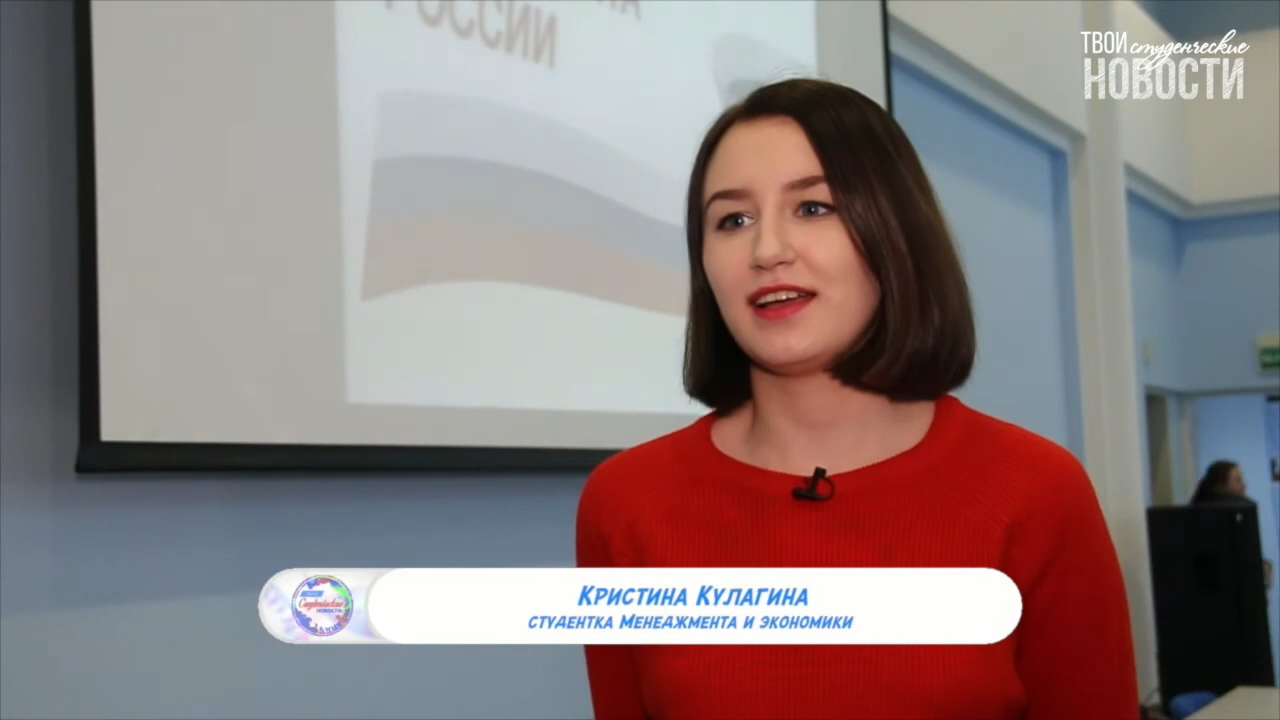 РОССИИ
ТВОИ студенческие
НОВОСТИ
Кристина Кулагина
студентка Менеджмента и экономики